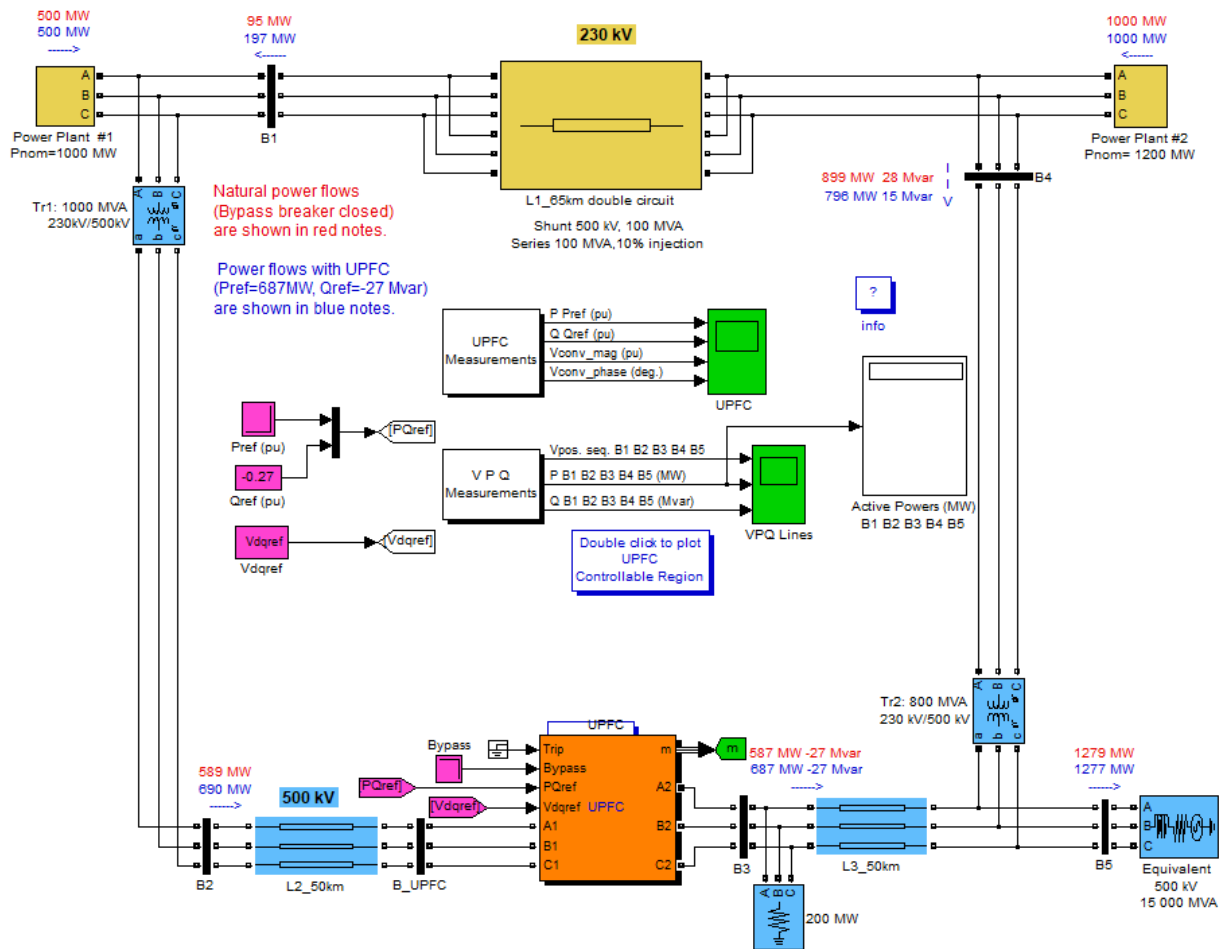 500 MW
500 MW
------>
95 MW
197 MW
<------
230 kV
1000 MW
1000 MW
<------
A
B
C
Power Plant #1
Pnom=1000 MW
B1
L1_65km double circuit
Shunt 500 kV, 100 MVA
Series 100 MVA,10% injection
A
B
C
Power Plant #2
Pnom= 1200 MW
899 MW 28 Mvar
796 MW 15 Mvar
|
|
V
B4
Tr1: 1000 MVA
230kV/500kV
A B C
a b c
Natural power flows
(Bypass breaker closed)
are shown in red notes.
Power flows with UPFC
(Pref=687MW, Qref=-27 Mvar)
are shown in blue notes.
?
info
UPFC
Measurements
P Pref (pu)
Q Qref (pu)
Vconv_mag (pu)
Vconv_phase (deg.)
UPFC
Pref (pu)
[PQref]
-0.27
Qref (pu)
Vdqref
Vdqref
[Vdqref]
V P Q
Measurements
Vpos. seq. B1 B2 B3 B4 B5
P B1 B2 B3 B4 B5 (MW)
Q B1 B2 B3 B4 B5 (Mvar)
VPQ Lines
Active Powers (MW)
B1 B2 B3 B4 B5
Double click to plot
UPFC
Controllable Region
Tr2: 800 MVA
230 kV/500 kV
A B C
a b c
589 MW
690 MW
------>
500 kV
Bypass
[PQref]
[Vdqref]
UPFC
Trip
Bypass
PQref
Vdqref
UPFC
A1
B1
C1
m
A2
B2
C2
m
587 MW -27 Mvar
687 MW -27 Mvar
------>
1279 MW
1277 MW
------>
B2
L2_50km
B_UPFC
B3
L3_50km
B5
A
B
C
Equivalent
500 kV
15 000 MVA
A B C
200 MW